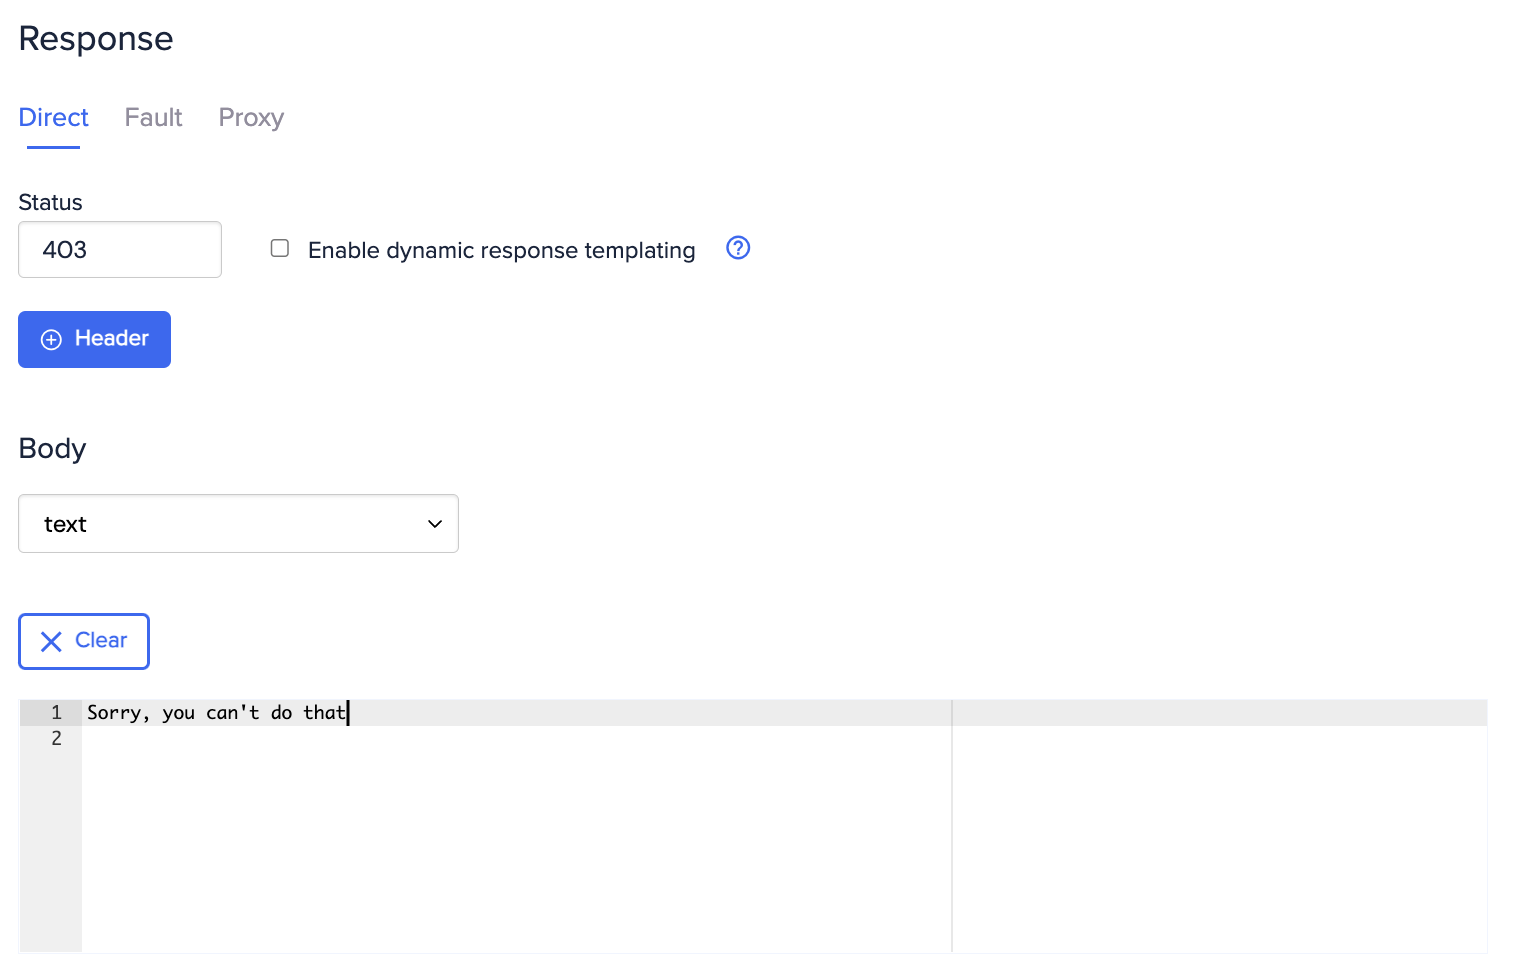 Response
Direct Fault Proxy
Status
403 Enable dynamic response templating ?
Header
Body
text
Clear
1 Sorry, you can't do that
2